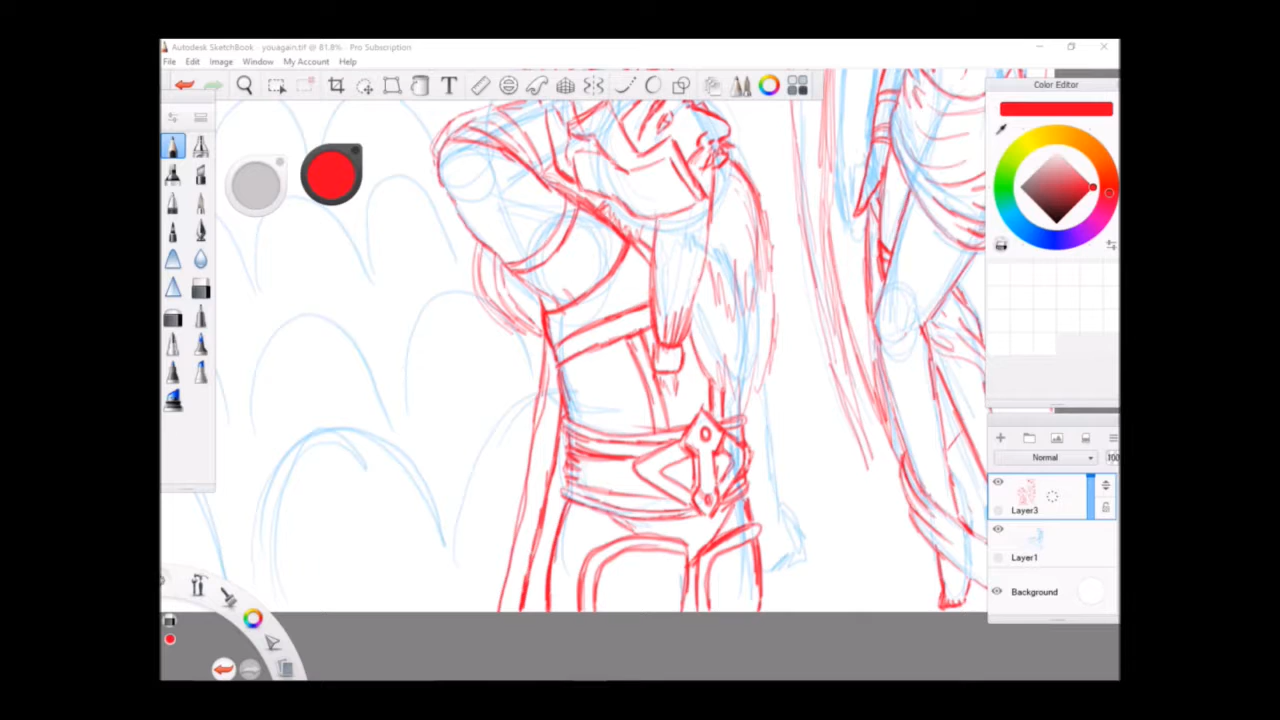 Autodesk SketchBook - youagain.tif @ 81.8% - Pro Subscription
File Edit Image Window My Account Help
T
Color Editor
Normal
100
Layer3
Layer1
Background